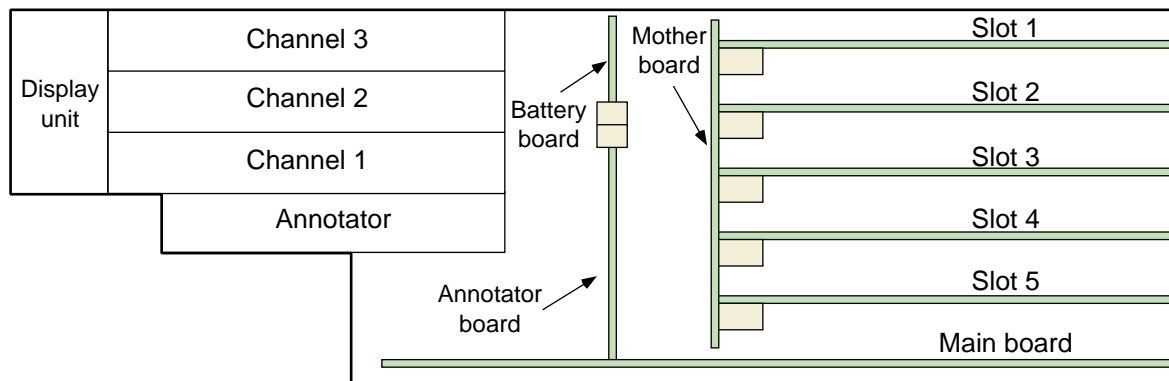 Channel 3
Channel 2
Channel 1
Display
unit
Annotator
Battery
board
Annotator
board
Mother
board
Slot 1
Slot 2
Slot 3
Slot 4
Slot 5
Main board